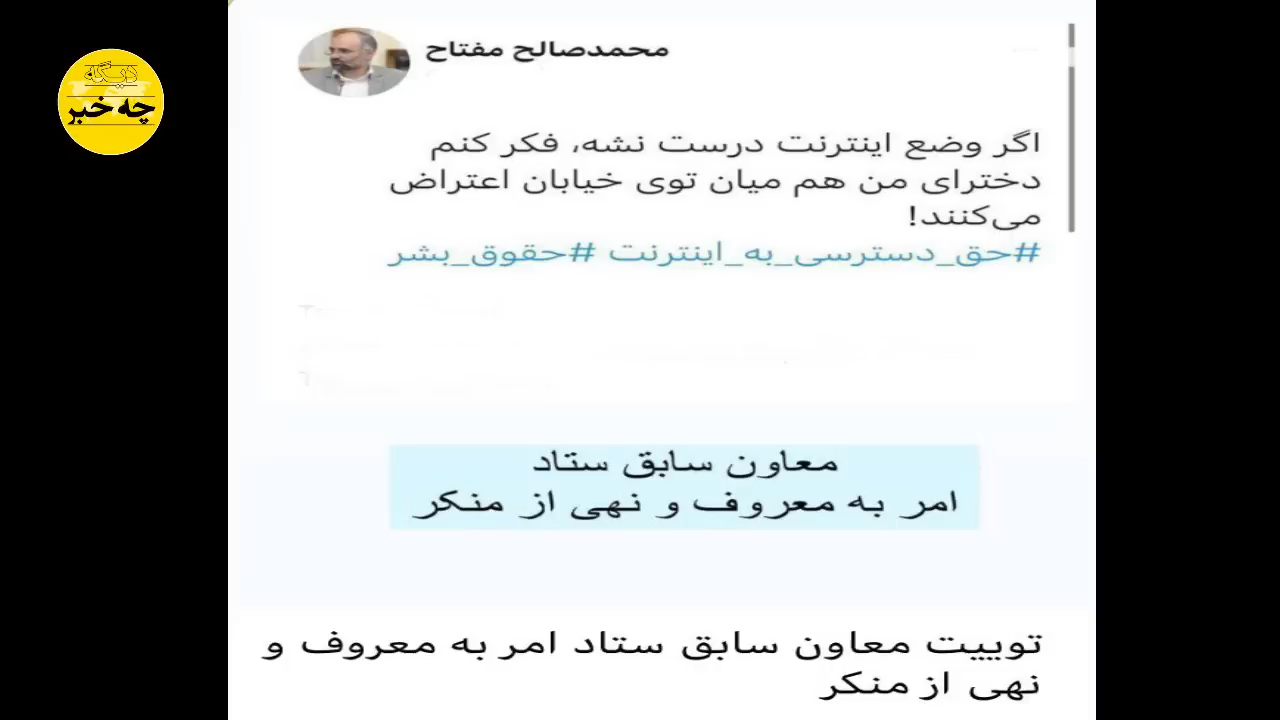 دیگه
چه خبر
محمدصالح مفتاح
اگر وضع اینترنت درست نشه، فکر کنم
دخترای من هم میان توی خیابان اعتراض
می‌کنند!
#حق_دسترسی_به_اینترنت #حقوق_بشر
معاون سابق ستاد
امر به معروف و نهی از منکر
توییت معاون سابق ستاد امر به معروف و
نهی از منکر